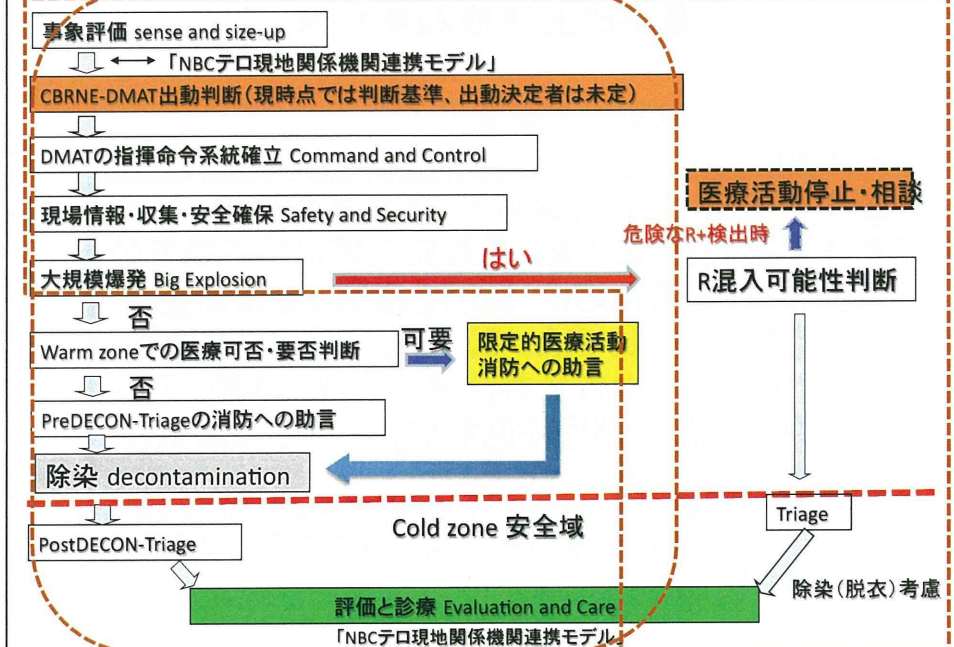 事象評価 sense and size-up
「NBCテロ現地関係機関連携モデル」
CBRNE-DMAT出動判断(現時点では判断基準、出動決定者は未定)
DMATの指揮命令系統確立 Command and Control
医療活動停止・相談
現場情報・収集・安全確保 Safety and Security
危険なR+検出時
はい
大規模爆発 Big Explosion
R混入可能性判断
否
Warm zoneでの医療可否・要否判断
可要
限定的医療活動
消防への助言
否
PreDECON-Triageの消防への助言
除染 decontamination
Cold zone 安全域
Triage
PostDECON-Triage
除染(脱衣)考慮
評価と診療 Evaluation and Care
「NBCテロ現地関係機関連携モデル」